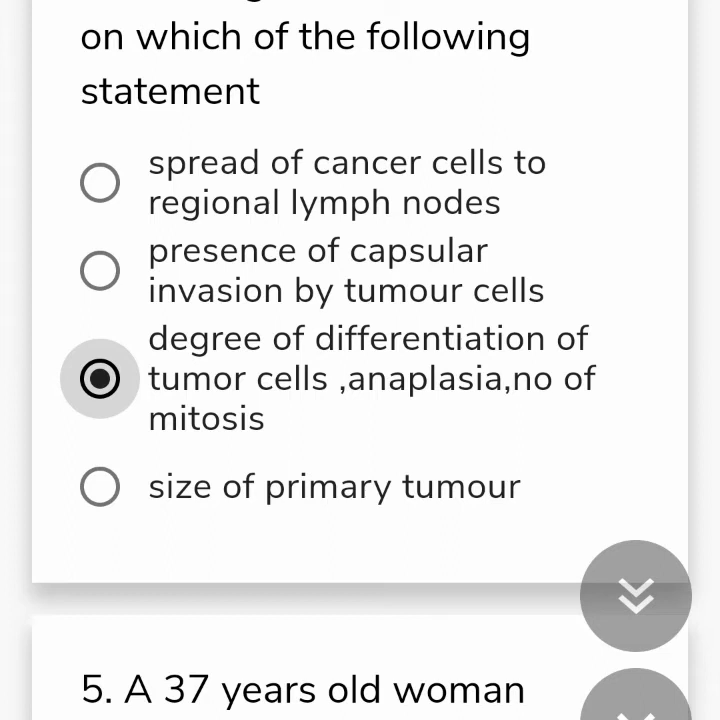 on which of the following
statement
spread of cancer cells to
regional lymph nodes
presence of capsular
invasion by tumour cells
degree of differentiation of
tumor cells ,anaplasia,no of
mitosis
size of primary tumour
5. A 37 years old woman